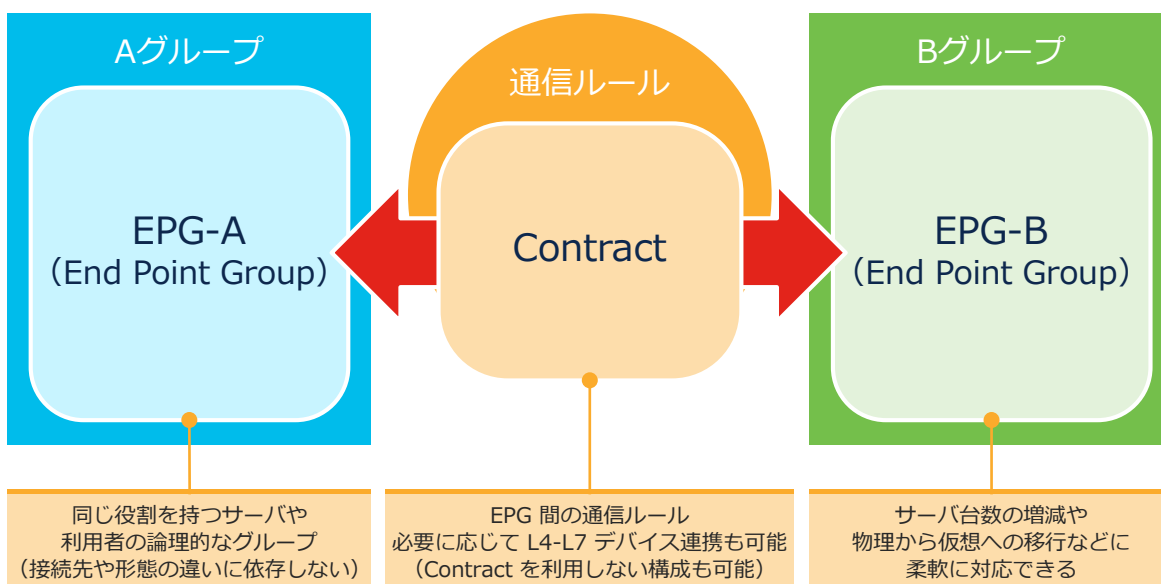 Aグループ
EPG-A
（End Point Group）
通信ルール
Contract
Bグループ
EPG-B
（End Point Group）
同じ役割を持つサーバや
利用者の論理的なグループ
（接続先や形態の違いに依存しない）
EPG 間の通信ルール
必要に応じて L4-L7 デバイス連携も可能
（Contract を利用しない構成も可能）
サーバ台数の増減や
物理から仮想への移行などに
柔軟に対応できる